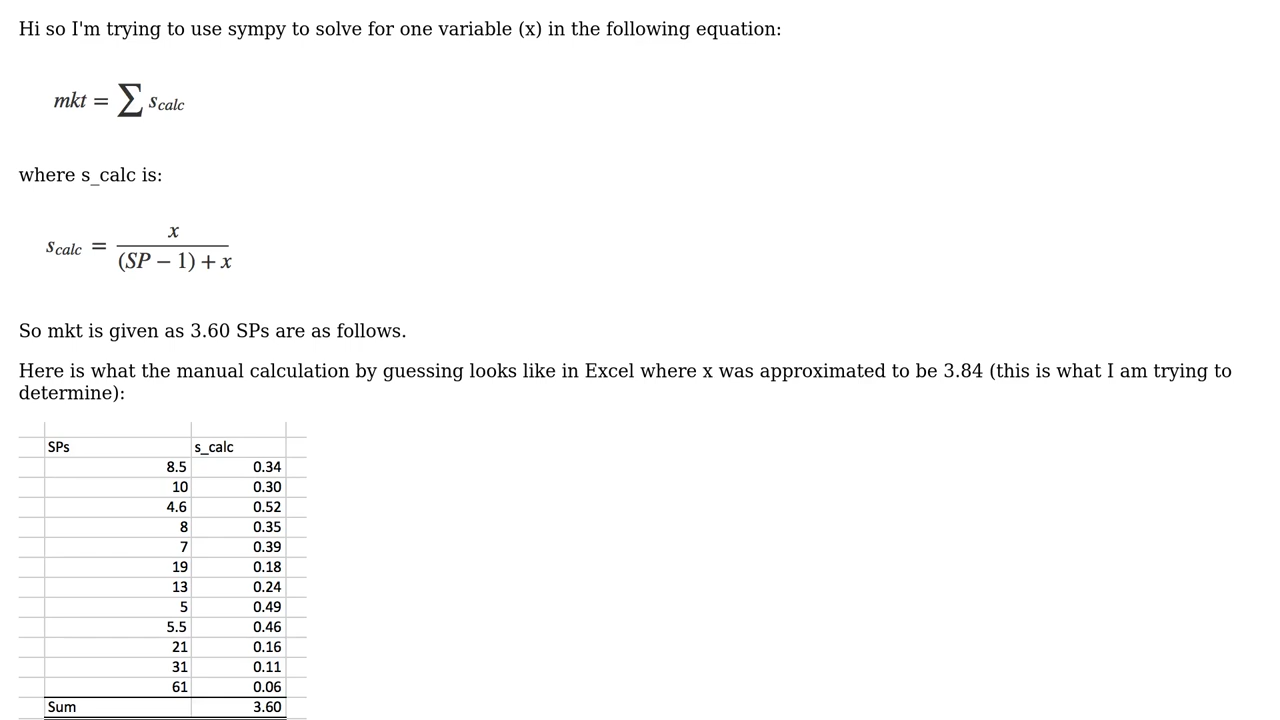 Hi so I'm trying to use sympy to solve for one variable (x) in the following equation:
mkt = ∑ s_calc
where s_calc is:
s_calc = x / ((SP − 1) + x)
So mkt is given as 3.60 SPs are as follows.
Here is what the manual calculation by guessing looks like in Excel where x was approximated to be 3.84 (this is what I am trying to
determine):
SPs s_calc
8.5 0.34
10 0.30
4.6 0.52
8 0.35
7 0.39
19 0.18
13 0.24
5 0.49
5.5 0.46
21 0.16
31 0.11
61 0.06
Sum 3.60